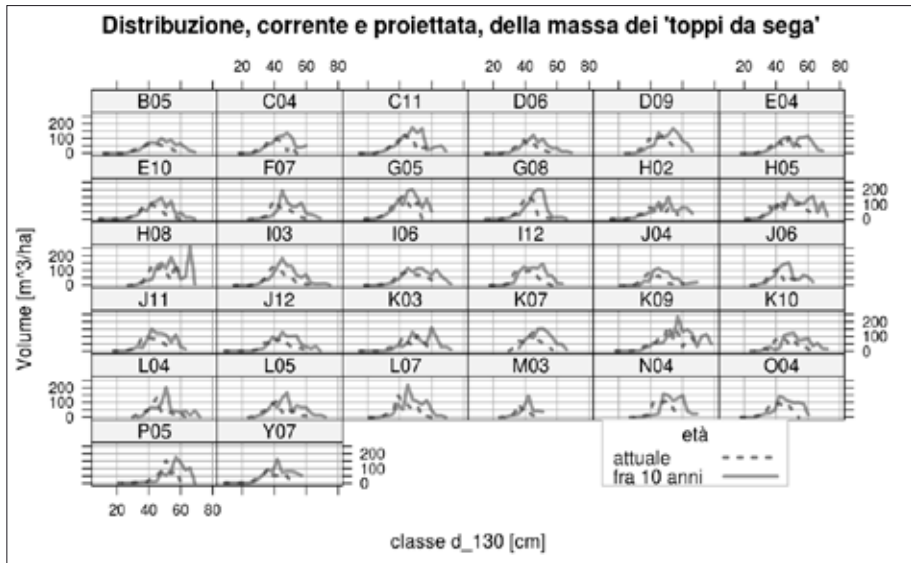 Distribuzione, corrente e proiettata, della massa dei 'toppi da sega'
20 40 60 80 20 40 60 80 20 40 60 80
B05 C04 C11 D06 D09 E04
200
100
0
E10 F07 G05 G08 H02 H05
200
100
0
H08 I03 I06 I12 J04 J06
200
100
0
J11 J12 K03 K07 K09 K10
200
100
0
L04 L05 L07 M03 N04 O04
200
100
0
P05 Y07
200
100
0
20 40 60 80 20 40 60 80
Volume [m^3/ha]
età
attuale
fra 10 anni
classe d_130 [cm]